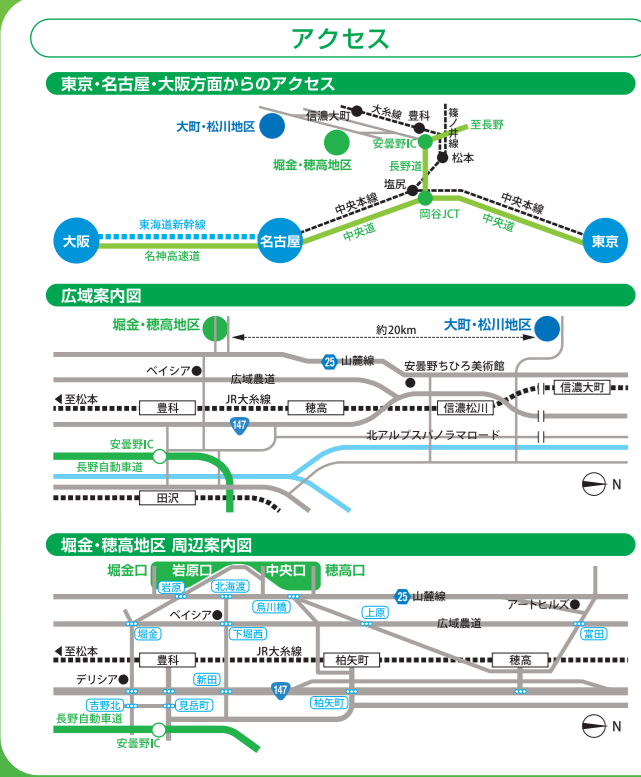 アクセス
東京・名古屋・大阪方面からのアクセス
信濃大町
大糸線
豊科
篠ノ井線
至長野
大町・松川地区
安曇野IC
堀金・穂高地区
長野道
松本
塩尻
中央本線
中央本線
岡谷JCT
東海道新幹線
大阪
名古屋
中央道
中央道
東京
名神高速道
広域案内図
堀金・穂高地区
約20km
大町・松川地区
25
山麓線
ベイシア
安曇野ちひろ美術館
広域農道
信濃大町
至松本
豊科
JR大糸線
穂高
信濃松川
147
北アルプスパノラマロード
安曇野IC
長野自動車道
田沢
N
堀金・穂高地区 周辺案内図
堀金口
岩原口
中央口
穂高口
岩原
北海渡
烏川橋
25
山麓線
アートヒルズ
ベイシア
上原
広域農道
堀金
下堀西
富田
至松本
豊科
JR大糸線
柏矢町
穂高
デリシア
新田
147
吉野北
見岳町
柏矢町
長野自動車道
安曇野IC
N